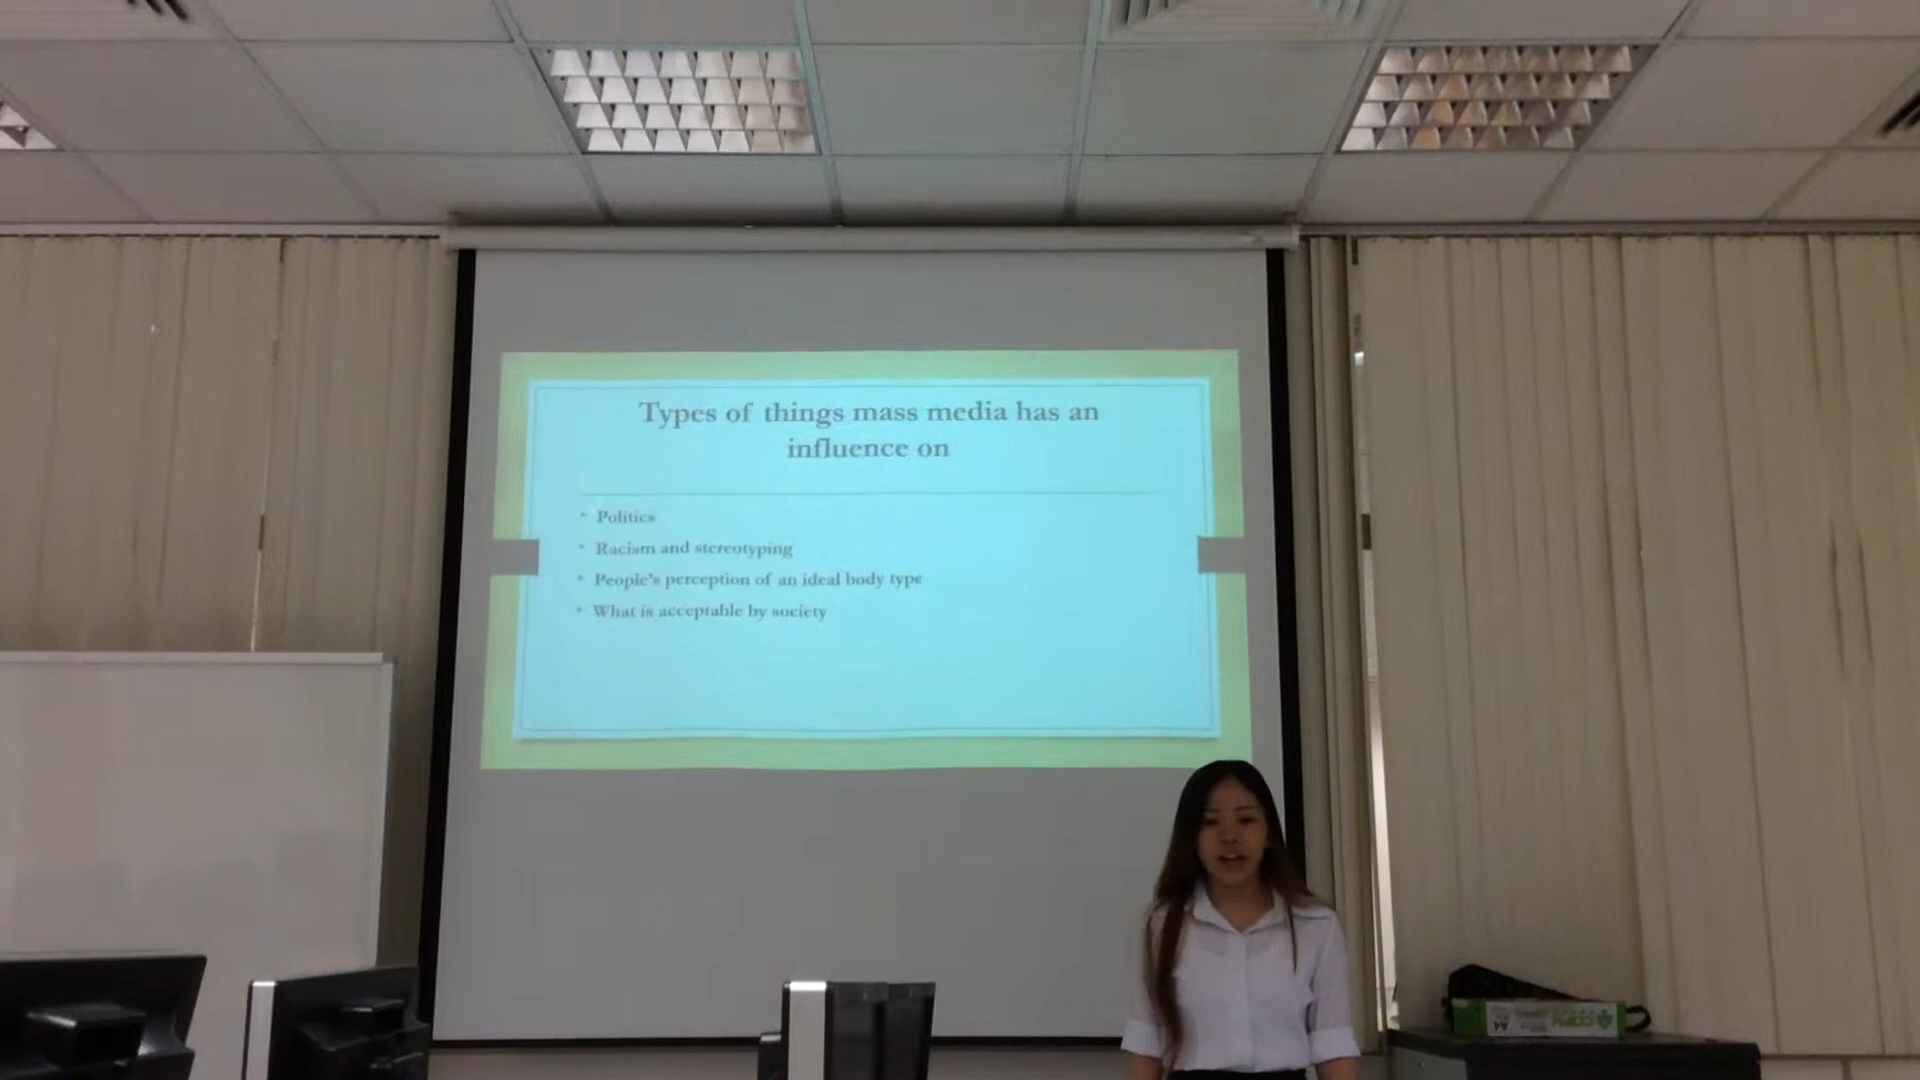 Types of things mass media has an
influence on
• Politics
• Racism and stereotyping
• People's perception of an ideal body type
• What is acceptable by society
A4